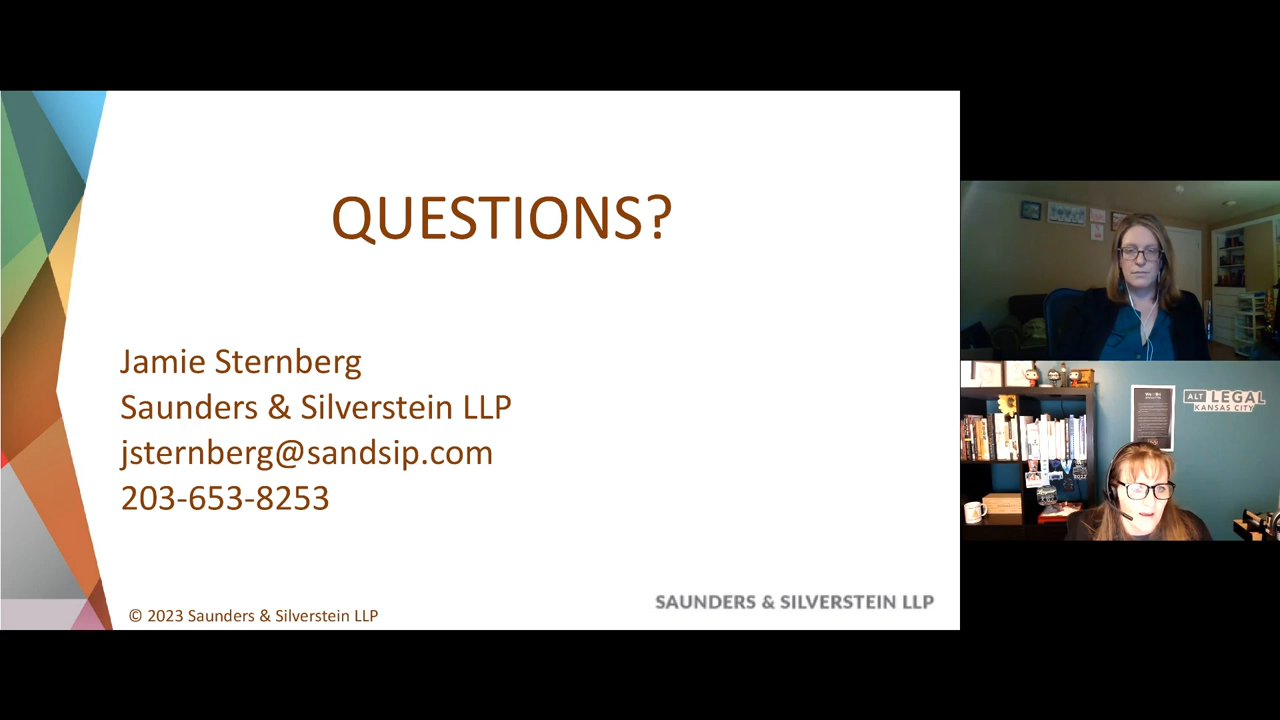 QUESTIONS?
Jamie Sternberg
Saunders & Silverstein LLP
jsternberg@sandsip.com
203-653-8253
© 2023 Saunders & Silverstein LLP
SAUNDERS & SILVERSTEIN LLP
ALT LEGAL
KANSAS CITY